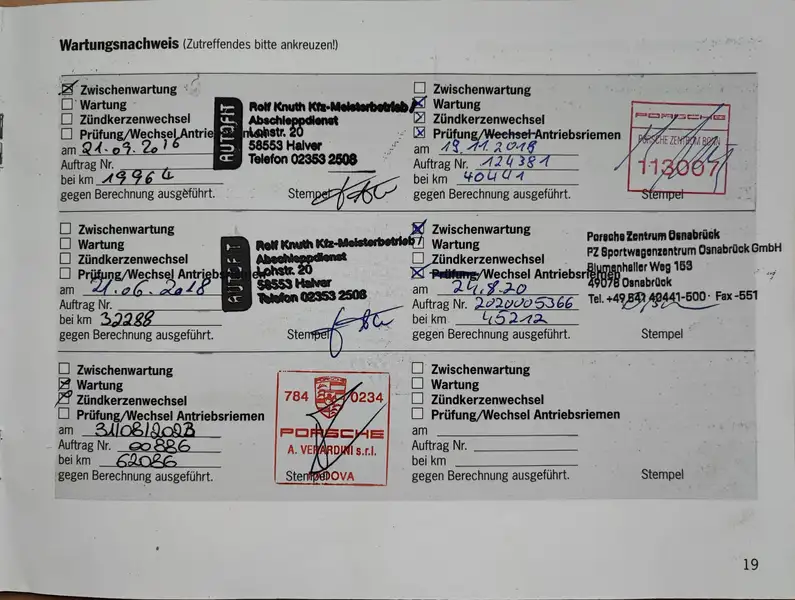 Wartungsnachweis (Zutreffendes bitte ankreuzen!)
Zwischenwartung
Wartung
Zündkerzenwechsel
Prüfung/Wechsel Antriebsriemen
am 21.09.2016
Auftrag Nr.
bei km 19964
gegen Berechnung ausgeführt.
Stempel
AUTOFIT
Rolf Knuth Kfz-Meisterbetrieb
Abschleppdienst
Lohstr. 20
58553 Halver
Telefon 02353 2508
Zwischenwartung
Wartung
Zündkerzenwechsel
Prüfung/Wechsel Antriebsriemen
am 19.11.2018
Auftrag Nr. 124381
bei km 40441
gegen Berechnung ausgeführt.
Stempel
PORSCHE
PORSCHE ZENTRUM BONN
113007
Zwischenwartung
Wartung
Zündkerzenwechsel
Prüfung/Wechsel Antriebsriemen
am 21.06.2018
Auftrag Nr.
bei km 32288
gegen Berechnung ausgeführt.
Stempel
AUTOFIT
Rolf Knuth Kfz-Meisterbetrieb
Abschleppdienst
Lohstr. 20
58553 Halver
Telefon 02353 2508
Zwischenwartung
Wartung
Zündkerzenwechsel
Prüfung/Wechsel Antriebsriemen
am 24.8.20
Auftrag Nr. 2020005366
bei km 45212
gegen Berechnung ausgeführt.
Stempel
Porsche Zentrum Osnabrück
PZ Sportwagenzentrum Osnabrück GmbH
Blumenhaller Weg 153
49078 Osnabrück
Tel. +49 541 40441-500 · Fax -551
Zwischenwartung
Wartung
Zündkerzenwechsel
Prüfung/Wechsel Antriebsriemen
am 31/08/2023
Auftrag Nr. 00886
bei km 62086
gegen Berechnung ausgeführt.
Stempel
784 0234
PORSCHE
A. VERARDINI s.r.l.
PADOVA
Zwischenwartung
Wartung
Zündkerzenwechsel
Prüfung/Wechsel Antriebsriemen
am
Auftrag Nr.
bei km
gegen Berechnung ausgeführt.
Stempel
19